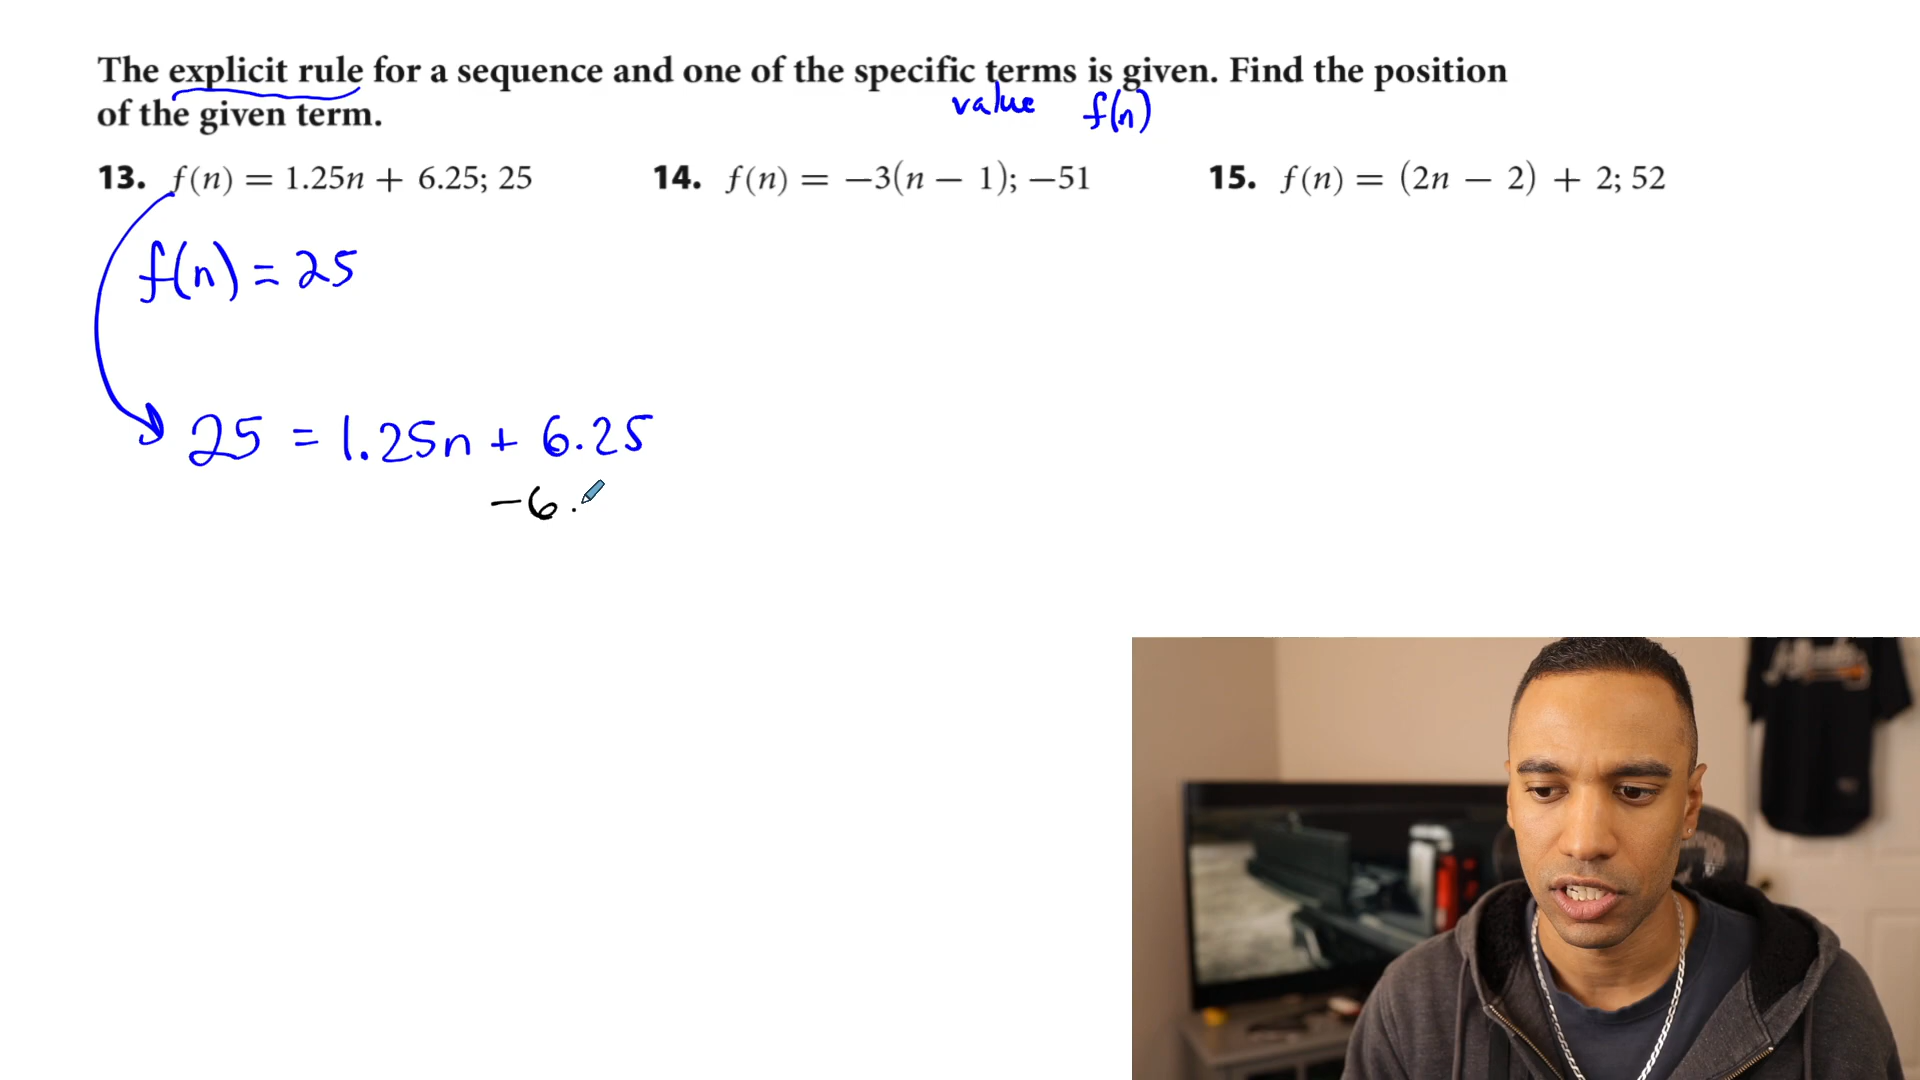 The explicit rule for a sequence and one of the specific terms is given. Find the position
value f(n)
of the given term.
13. f(n) = 1.25n + 6.25; 25
14. f(n) = −3(n − 1); −51
15. f(n) = (2n − 2) + 2; 52
f(n) = 25
25 = 1.25n + 6.25
−6.